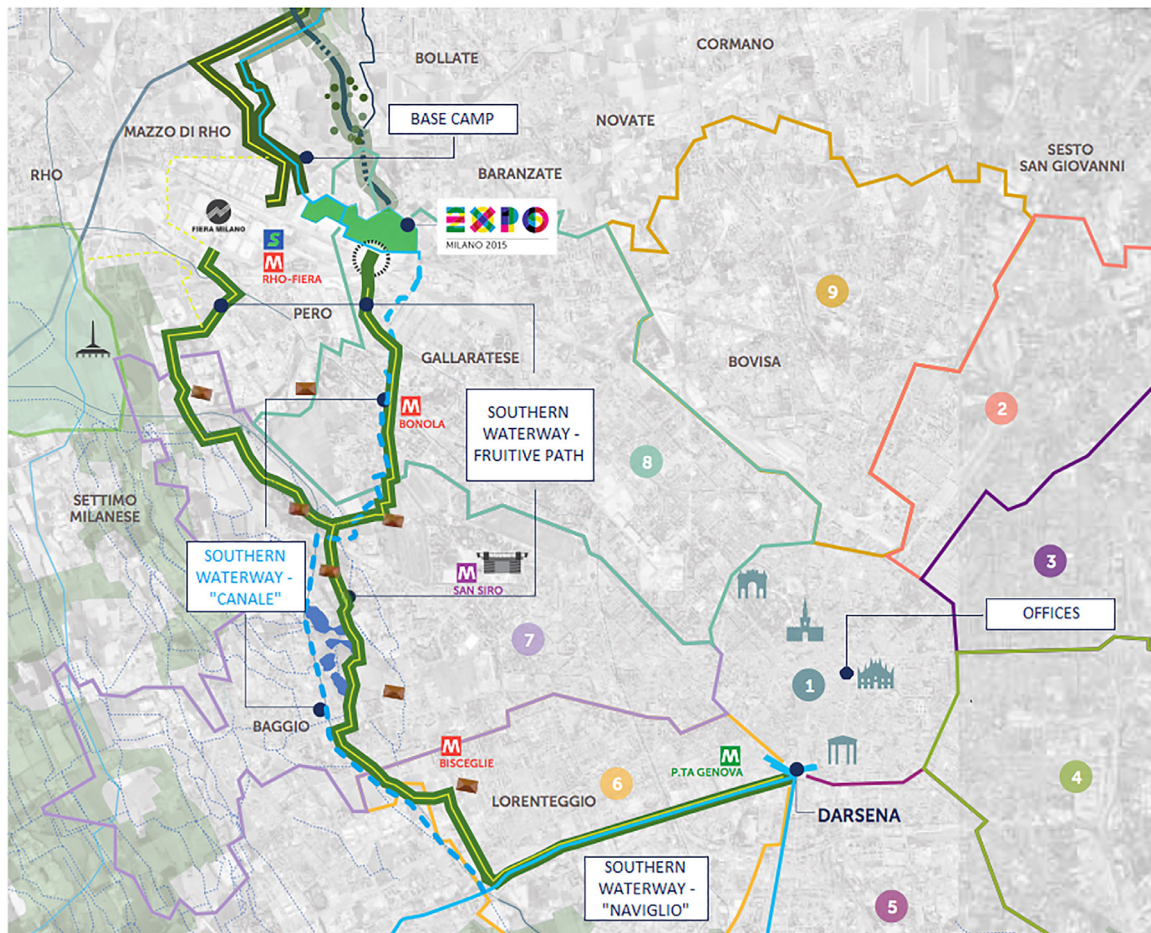 CORMANO
BOLLATE
BASE CAMP
NOVATE
MAZZO DI RHO
SESTO
SAN GIOVANNI
RHO
BARANZATE
FIERA MILANO
EXPO
MILANO 2015
S
M
RHO-FIERA
9
PERO
GALLARATESE
BOVISA
M
BONOLA
2
SOUTHERN
WATERWAY -
FRUITIVE PATH
8
SETTIMO
MILANESE
SOUTHERN
WATERWAY -
"CANALE"
M
SAN SIRO
3
OFFICES
7
1
BAGGIO
M
BISCEGLIE
M
P.TA GENOVA
6
4
LORENTEGGIO
DARSENA
SOUTHERN
WATERWAY -
"NAVIGLIO"
5